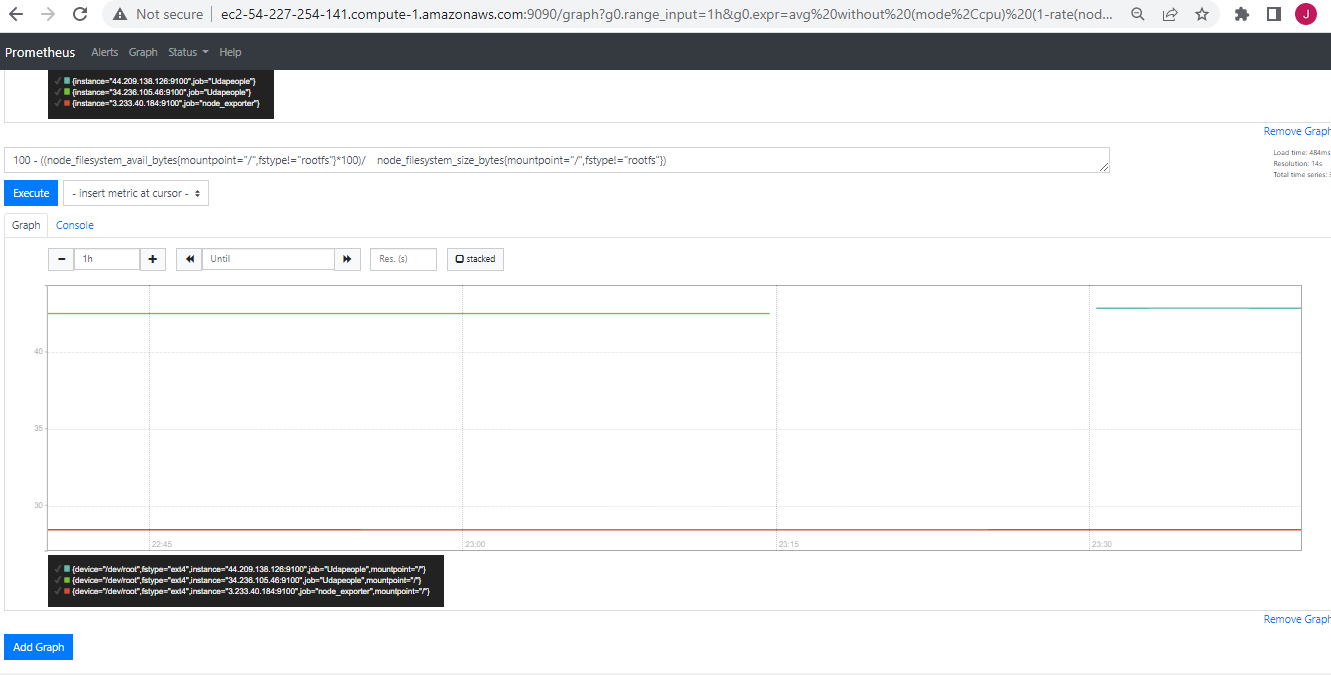 Not secure ec2-54-227-254-141.compute-1.amazonaws.com:9090/graph?g0.range_input=1h&g0.expr=avg%20without%20(mode%2Ccpu)%20(1-rate(nod... J
Prometheus Alerts Graph Status Help
{instance="44.209.138.126:9100",job="Udapeople"}
{instance="34.236.105.46:9100",job="Udapeople"}
{instance="3.233.40.184:9100",job="node_exporter"}
Remove Graph
100 - ((node_filesystem_avail_bytes{mountpoint="/",fstype!="rootfs"}*100)/ node_filesystem_size_bytes{mountpoint="/",fstype!="rootfs"})
Load time: 484ms
Resolution: 14s
Total time series: 3
Execute - insert metric at cursor -
Graph Console
1h Until Res. (s) stacked
40
35
30
22:45 23:00 23:15 23:30
{device="/dev/root",fstype="ext4",instance="44.209.138.126:9100",job="Udapeople",mountpoint="/"}
{device="/dev/root",fstype="ext4",instance="34.236.105.46:9100",job="Udapeople",mountpoint="/"}
{device="/dev/root",fstype="ext4",instance="3.233.40.184:9100",job="node_exporter",mountpoint="/"}
Remove Graph
Add Graph